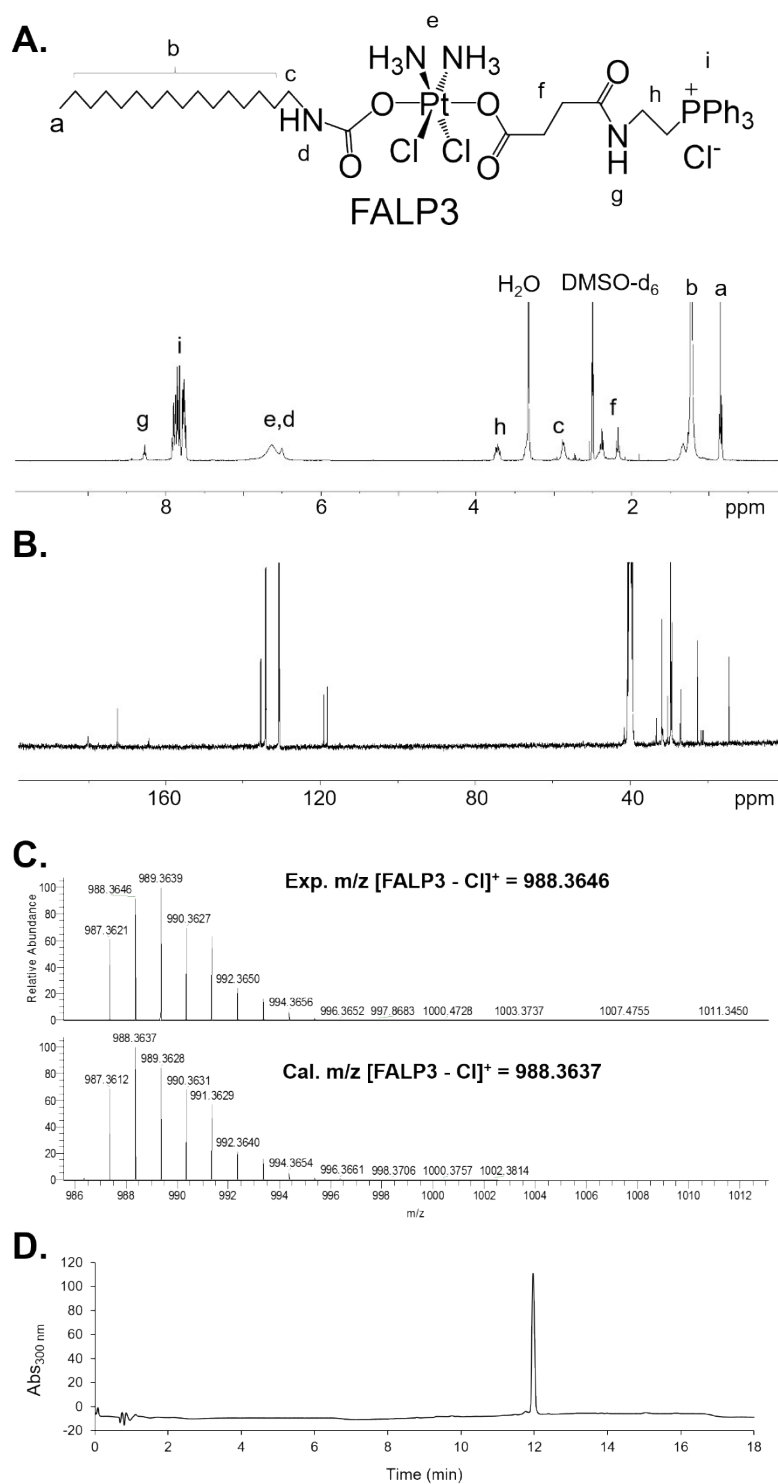 A.
b
e
H3N NH3
i
c
f
O
h
P+Ph3
a
HN
O
Pt
O
N
H
Cl-
d
O
Cl
Cl
O
g
FALP3
H2O
DMSO-d6
b
a
i
g
e,d
h
c
f
8
6
4
2
ppm
B.
160
120
80
40
ppm
C.
Exp. m/z [FALP3 - Cl]+ = 988.3646
Relative Abundance
100
80
60
40
20
0
987.3621
988.3646
989.3639
990.3627
992.3650
994.3656
996.3652
997.8683
1000.4728
1003.3737
1007.4755
1011.3450
Cal. m/z [FALP3 - Cl]+ = 988.3637
100
80
60
40
20
0
987.3612
988.3637
989.3628
990.3631
991.3629
992.3640
994.3654
996.3661
998.3706
1000.3757
1002.3814
986 988 990 992 994 996 998 1000 1002 1004 1006 1008 1010 1012
m/z
D.
Abs300 nm
120
100
80
60
40
20
0
-20
0 2 4 6 8 10 12 14 16 18
Time (min)